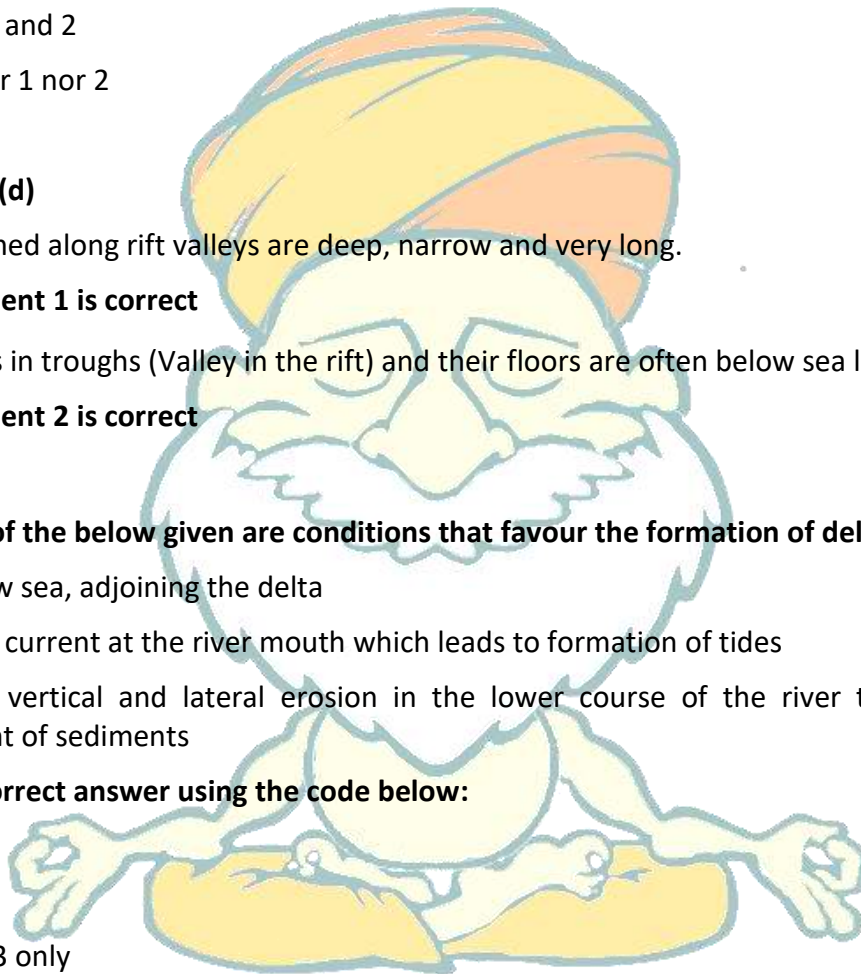 and 2
r 1 nor 2
(d)
ned along rift valleys are deep, narrow and very long.
ent 1 is correct
s in troughs (Valley in the rift) and their floors are often below sea l
ent 2 is correct
of the below given are conditions that favour the formation of del
w sea, adjoining the delta
current at the river mouth which leads to formation of tides
vertical and lateral erosion in the lower course of the river t
nt of sediments
orrect answer using the code below:
3 only